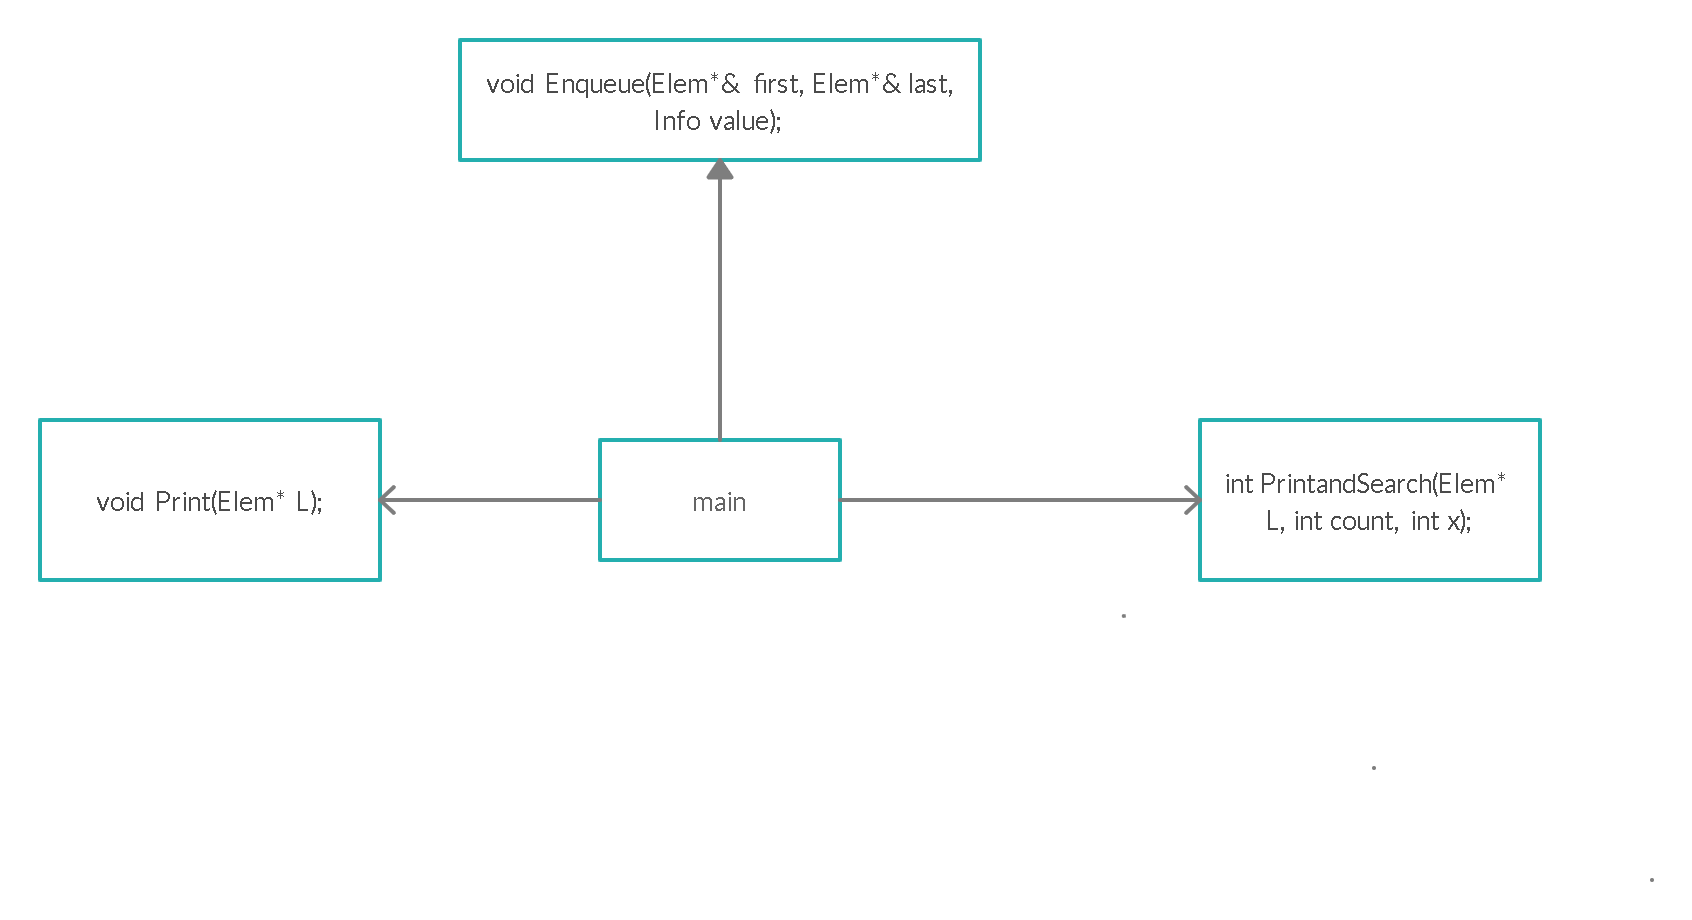 void Enqueue(Elem*& first, Elem*& last,
Info value);
void Print(Elem* L);
main
int PrintandSearch(Elem*
L, int count, int x);